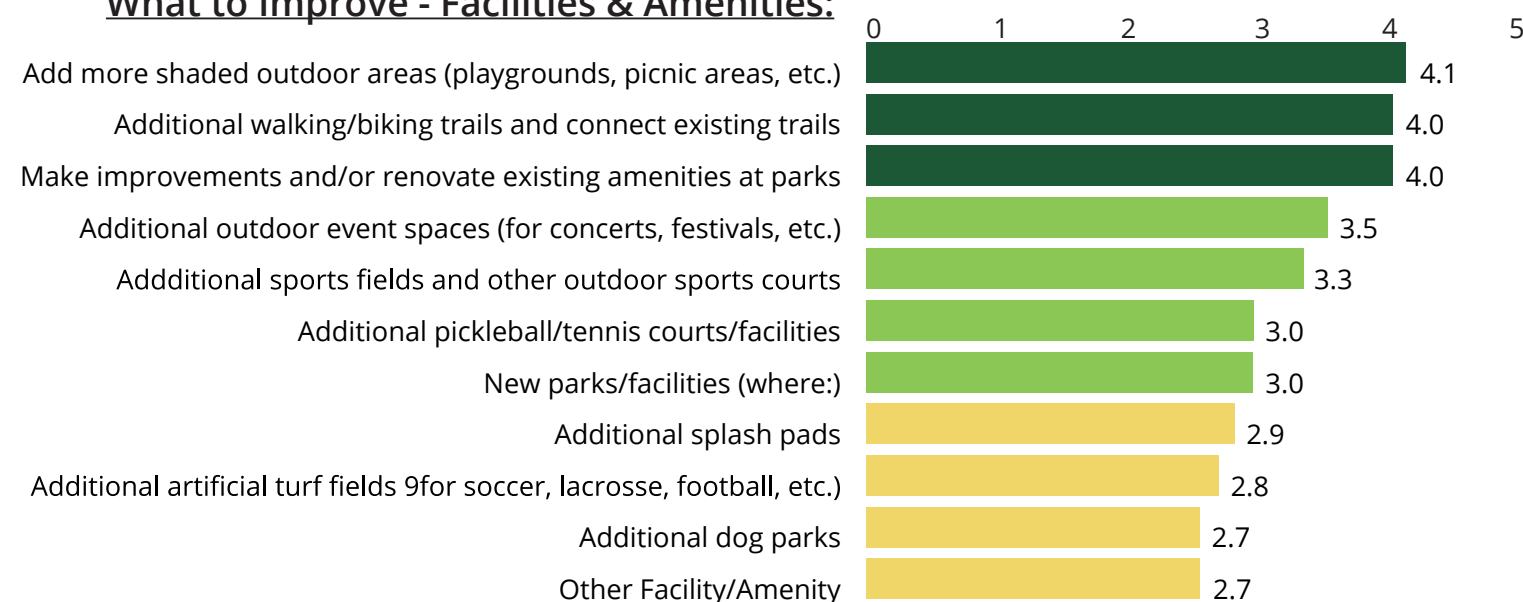 What to Improve - Facilities & Amenities:
0 1 2 3 4 5
Add more shaded outdoor areas (playgrounds, picnic areas, etc.) 4.1
Additional walking/biking trails and connect existing trails 4.0
Make improvements and/or renovate existing amenities at parks 4.0
Additional outdoor event spaces (for concerts, festivals, etc.) 3.5
Addditional sports fields and other outdoor sports courts 3.3
Additional pickleball/tennis courts/facilities 3.0
New parks/facilities (where:) 3.0
Additional splash pads 2.9
Additional artificial turf fields 9for soccer, lacrosse, football, etc.) 2.8
Additional dog parks 2.7
Other Facility/Amenity 2.7